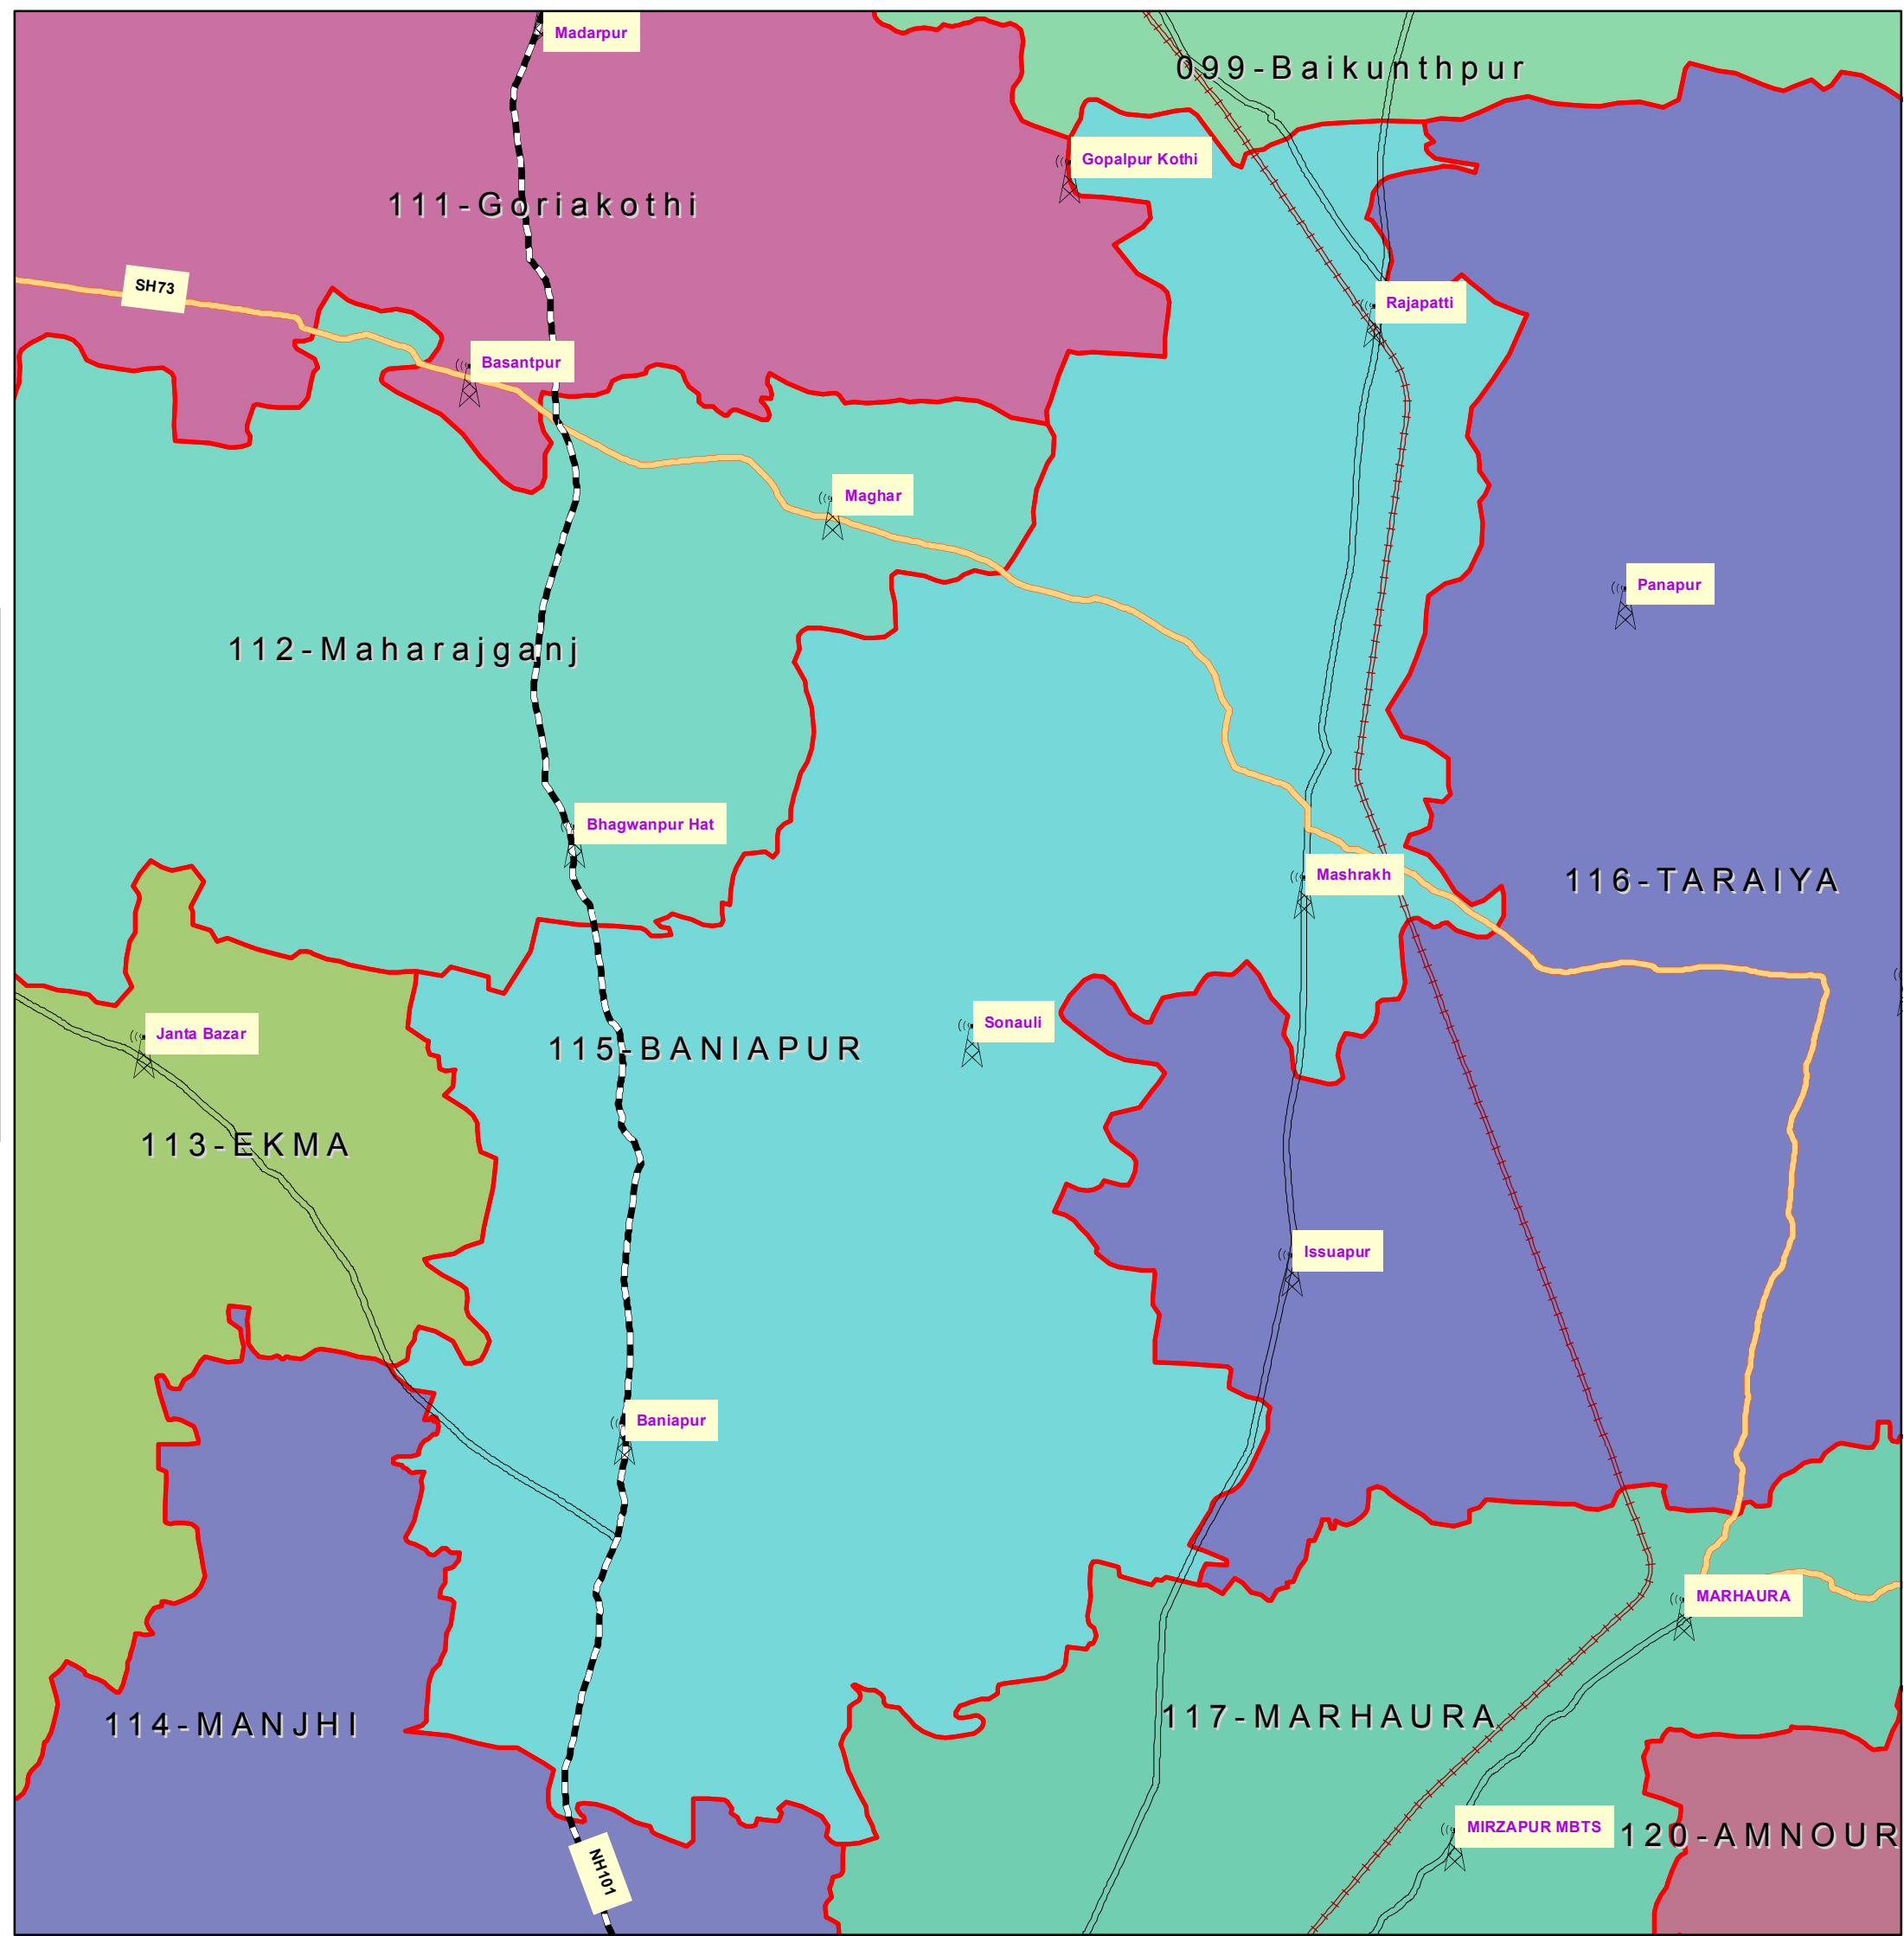 Madarpur
099-Baikunthpur
Gopalpur Kothi
111-Goriakothi
SH73
Rajapatti
Basantpur
Maghar
Panapur
112-Maharajganj
Bhagwanpur Hat
Mashrakh
116-TARAIYA
Janta Bazar
Sonauli
115-BANIAPUR
113-EKMA
Issuapur
Baniapur
MARHAURA
117-MARHAURA
114-MANJHI
MIRZAPUR MBTS
120-AMNOUR
NH101